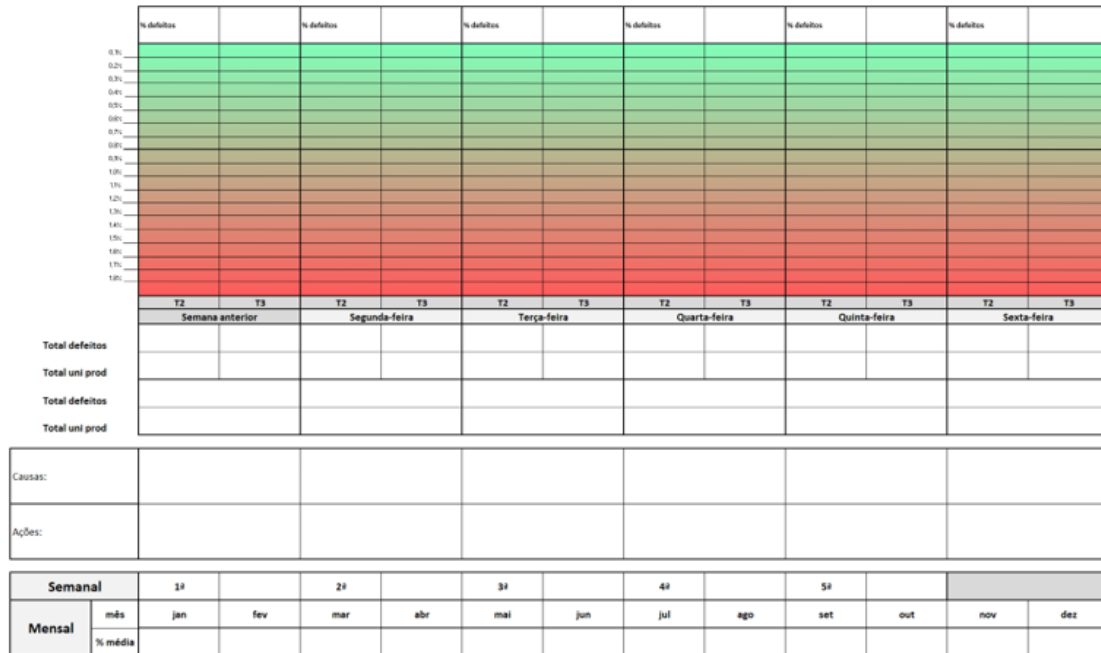 % defeitos % defeitos % defeitos % defeitos % defeitos % defeitos
0,1%
0,2%
0,3%
0,4%
0,5%
0,6%
0,7%
0,8%
0,9%
1,0%
1,1%
1,2%
1,3%
1,4%
1,5%
1,6%
1,7%
1,8%
T2 T3 T2 T3 T2 T3 T2 T3 T2 T3 T2 T3
Semana anterior Segunda-feira Terça-feira Quarta-feira Quinta-feira Sexta-feira
Total defeitos
Total uni prod
Total defeitos
Total uni prod
Causas:
Ações:
Semanal 1ª 2ª 3ª 4ª 5ª
Mensal mês jan fev mar abr mai jun jul ago set out nov dez
% média